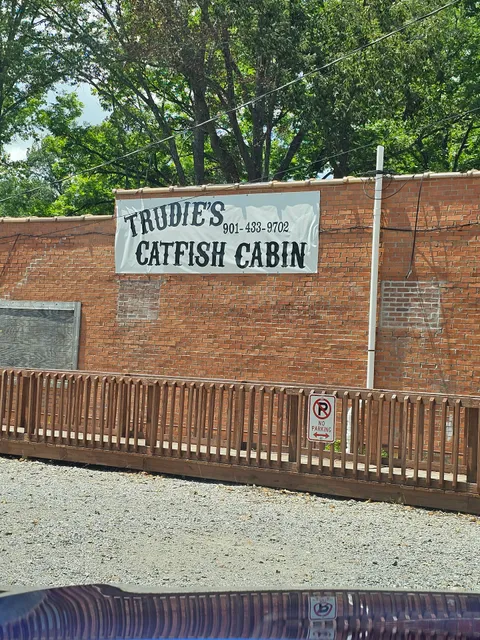 TRUDIE'S
901-433-9702
CATFISH CABIN
P
NO
PARKING